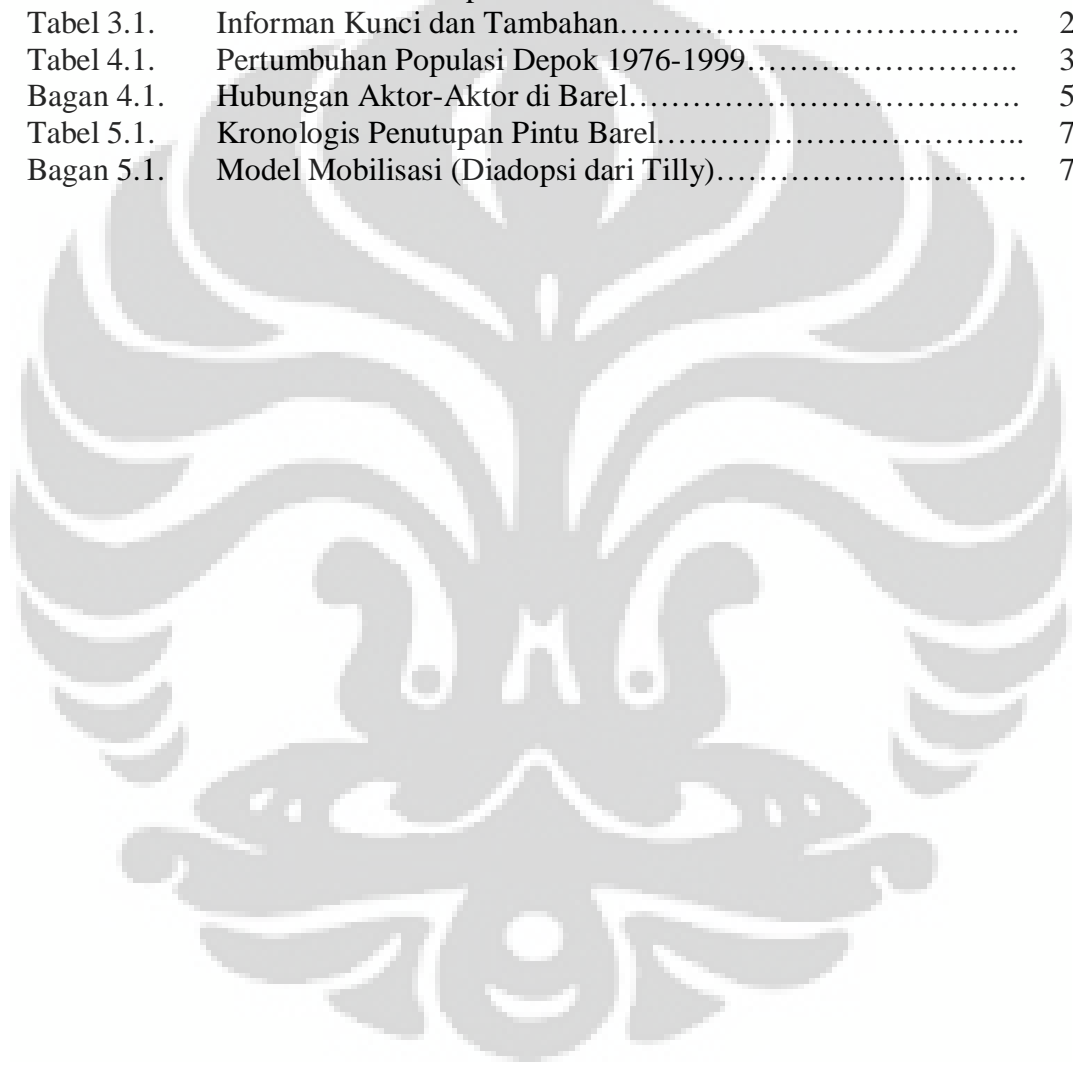 Tabel 3.1. Informan Kunci dan Tambahan……………………………….. 2
Tabel 4.1. Pertumbuhan Populasi Depok 1976-1999…………………….. 3
Bagan 4.1. Hubungan Aktor-Aktor di Barel………………………………. 5
Tabel 5.1. Kronologis Penutupan Pintu Barel…………………………….. 7
Bagan 5.1. Model Mobilisasi (Diadopsi dari Tilly)………………...……… 7